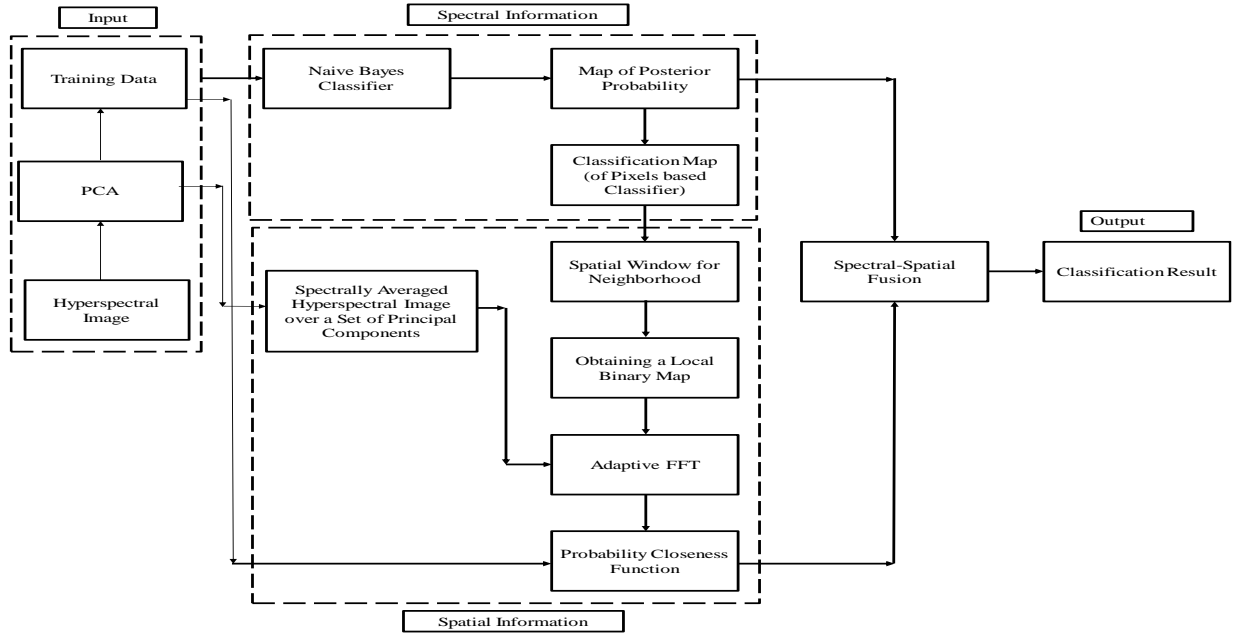 Input
Spectral Information
Training Data
Naive Bayes
Classifier
Map of Posterior
Probability
PCA
Classification Map
(of Pixels based
Classifier)
Hyperspectral
Image
Spectrally Averaged
Hyperspectral Image
over a Set of Principal
Components
Spatial Window for
Neighborhood
Spectral-Spatial
Fusion
Output
Classification Result
Obtaining a Local
Binary Map
Adaptive FFT
Probability Closeness
Function
Spatial Information